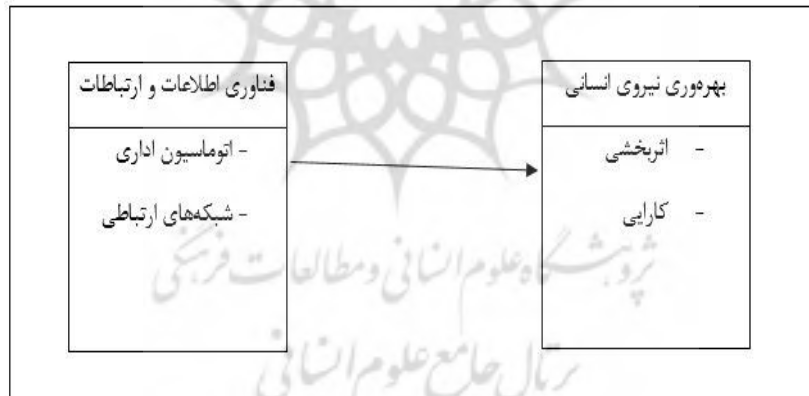 بهره‌وری نیروی انسانی
- اثربخشی
- کارایی
فناوری اطلاعات و ارتباطات
- اتوماسیون اداری
- شبکه‌های ارتباطی
پژوهشگاه علوم انسانی و مطالعات فرهنگی
پرتال جامع علوم انسانی